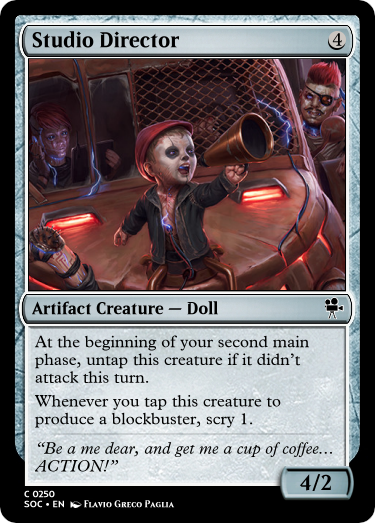 Studio Director 4
Artifact Creature — Doll
At the beginning of your second main
phase, untap this creature if it didn't
attack this turn.
Whenever you tap this creature to
produce a blockbuster, scry 1.
"Be a me dear, and get me a cup of coffee…
ACTION!"
4/2
C 0250
SOC • EN Flavio Greco Paglia